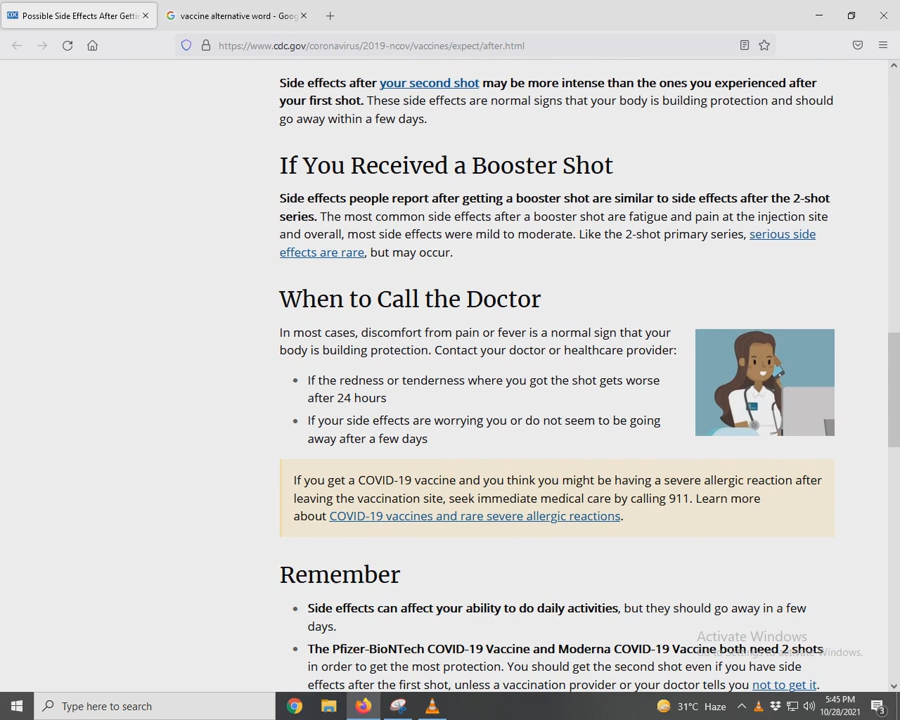 CDC Possible Side Effects After Gettin
vaccine alternative word - Goog
https://www.cdc.gov/coronavirus/2019-ncov/vaccines/expect/after.html
Side effects after your second shot may be more intense than the ones you experienced after
your first shot. These side effects are normal signs that your body is building protection and should
go away within a few days.
If You Received a Booster Shot
Side effects people report after getting a booster shot are similar to side effects after the 2-shot
series. The most common side effects after a booster shot are fatigue and pain at the injection site
and overall, most side effects were mild to moderate. Like the 2-shot primary series, serious side
effects are rare, but may occur.
When to Call the Doctor
In most cases, discomfort from pain or fever is a normal sign that your
body is building protection. Contact your doctor or healthcare provider:
If the redness or tenderness where you got the shot gets worse
after 24 hours
If your side effects are worrying you or do not seem to be going
away after a few days
If you get a COVID-19 vaccine and you think you might be having a severe allergic reaction after
leaving the vaccination site, seek immediate medical care by calling 911. Learn more
about COVID-19 vaccines and rare severe allergic reactions.
Remember
Side effects can affect your ability to do daily activities, but they should go away in a few
days.
Activate Windows
The Pfizer-BioNTech COVID-19 Vaccine and Moderna COVID-19 Vaccine both need 2 shots
Go to Settings to activate Windows.
in order to get the most protection. You should get the second shot even if you have side
effects after the first shot, unless a vaccination provider or your doctor tells you not to get it.
Type here to search
31°C Haze
5:45 PM
10/28/2021
3